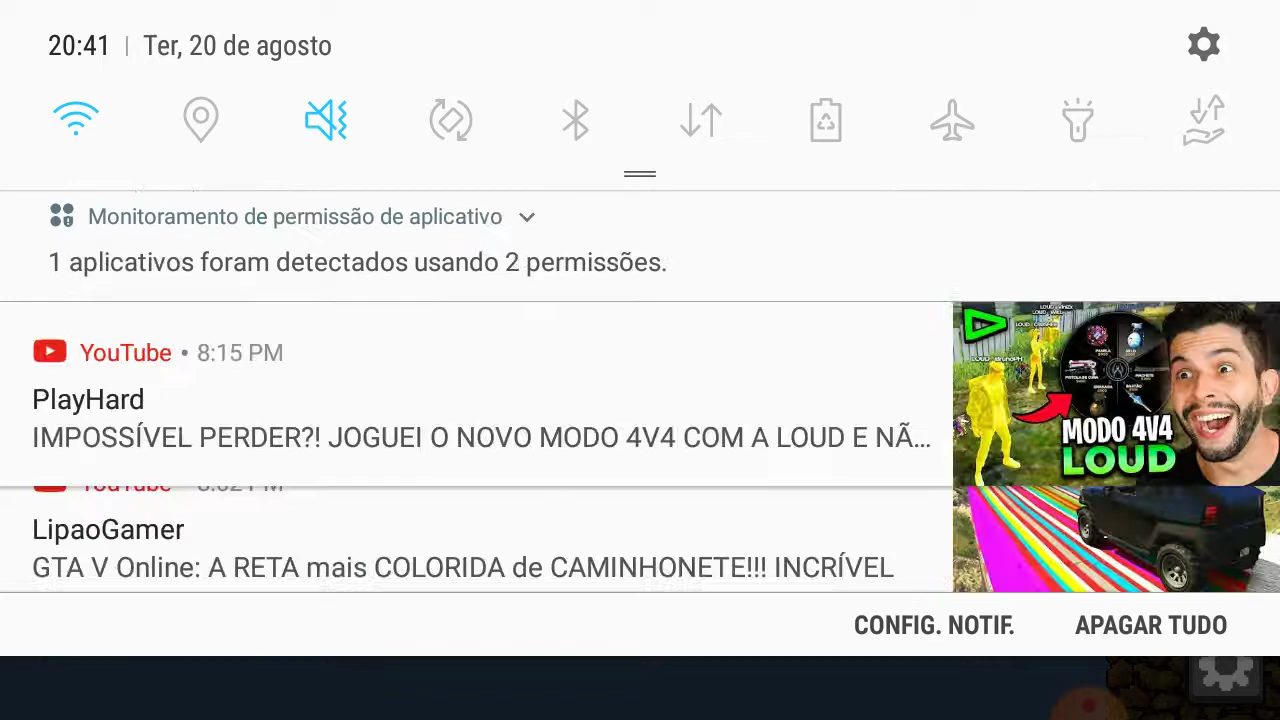 20:41 | Ter, 20 de agosto
Monitoramento de permissão de aplicativo
1 aplicativos foram detectados usando 2 permissões.
YouTube • 8:15 PM
PlayHard
IMPOSSÍVEL PERDER?! JOGUEI O NOVO MODO 4V4 COM A LOUD E NÃ...
MODO 4V4
LOUD
YouTube
LipaoGamer
GTA V Online: A RETA mais COLORIDA de CAMINHONETE!!! INCRÍVEL
CONFIG. NOTIF.
APAGAR TUDO